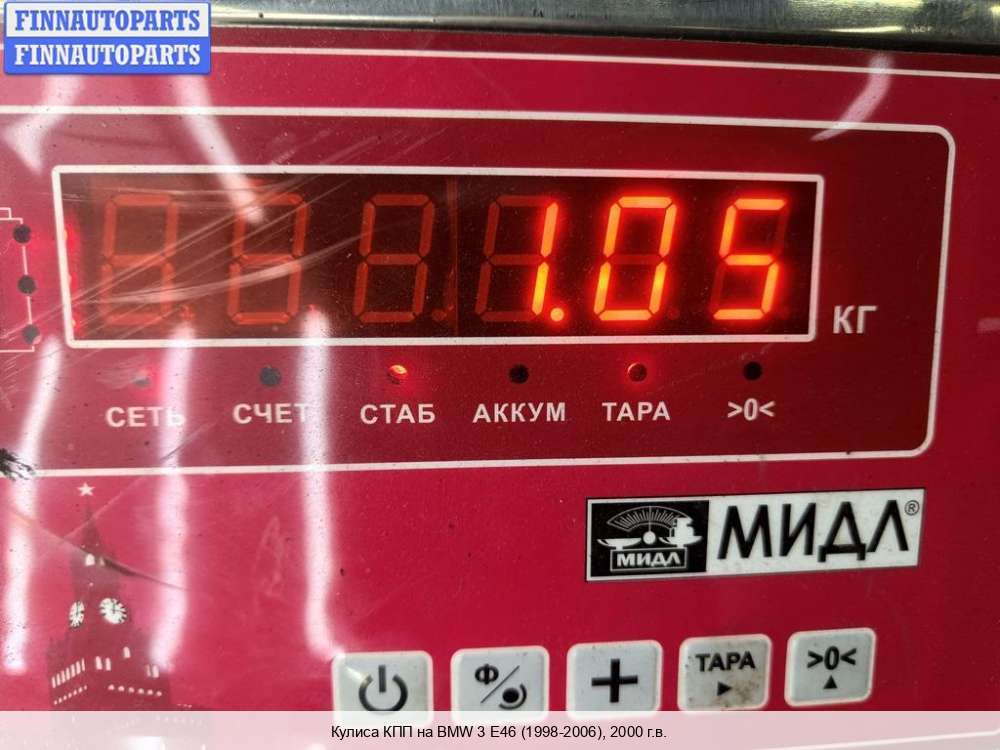 FINNAUTOPARTS
FINNAUTOPARTS
1.05
КГ
СЕТЬ СЧЕТ СТАБ АККУМ ТАРА >0<
МИДЛ МИДЛ®
Ф ТАРА >0<
Кулиса КПП на BMW 3 E46 (1998-2006), 2000 г.в.